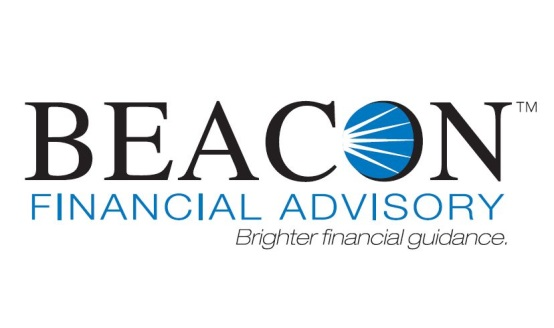 BEACON™
FINANCIAL ADVISORY
Brighter financial guidance.